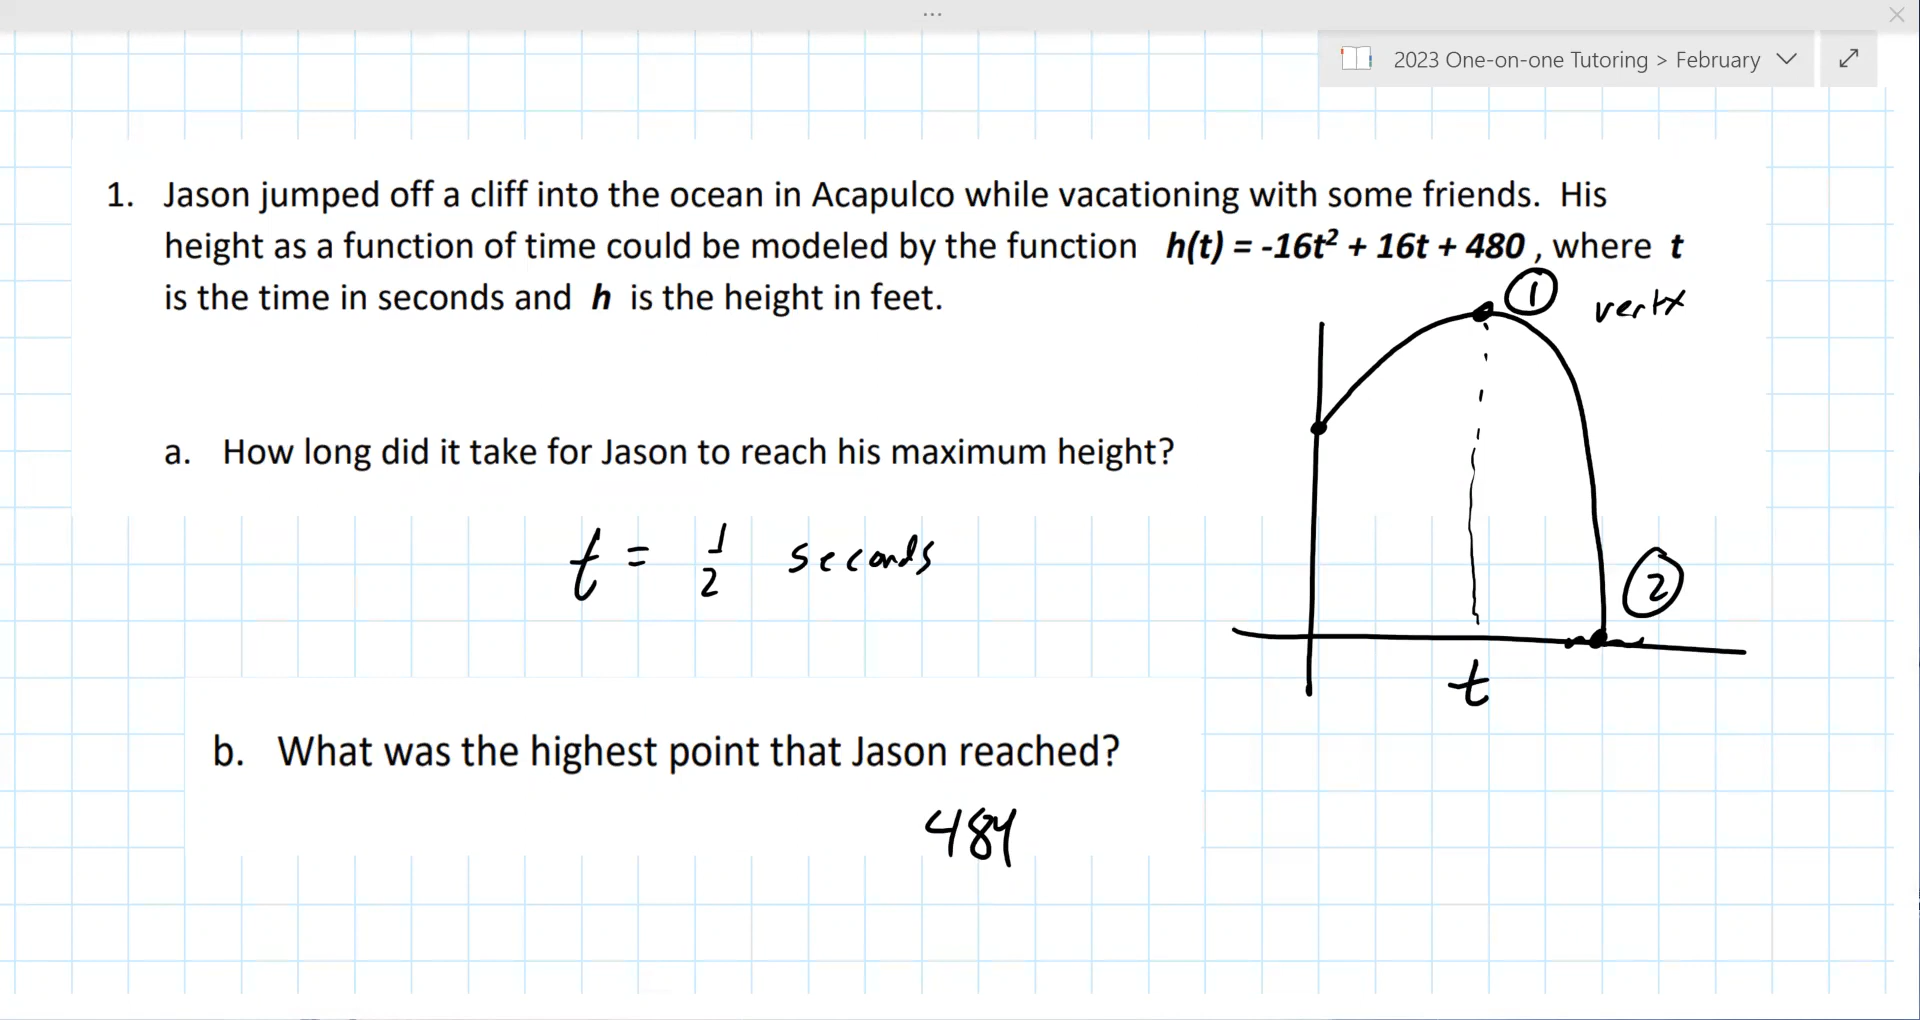 ...
2023 One-on-one Tutoring > February
1. Jason jumped off a cliff into the ocean in Acapulco while vacationing with some friends. His
height as a function of time could be modeled by the function h(t) = -16t² + 16t + 480 , where t
is the time in seconds and h is the height in feet.
1 vertx
a. How long did it take for Jason to reach his maximum height?
t = 1/2 seconds
2
t
b. What was the highest point that Jason reached?
484